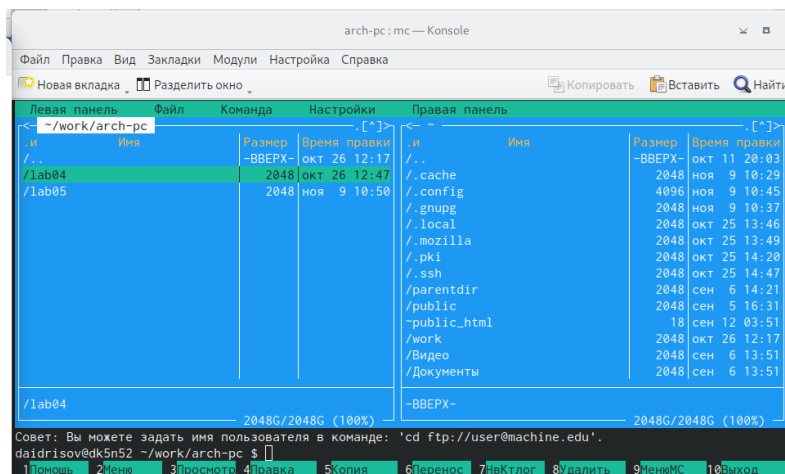 arch-pc : mc — Konsole
Файл Правка Вид Закладки Модули Настройка Справка
Новая вкладка Разделить окно Копировать Вставить Найти
Левая панель Файл Команда Настройки Правая панель
<- ~/work/arch-pc .[^]> <- ~ .[^]>
.и Имя Размер Время правки .и Имя Размер Время правки
/.. -ВВЕРХ- окт 26 12:17 /.. -ВВЕРХ- окт 11 20:03
/lab04 2048 окт 26 12:47 /.cache 2048 ноя 9 10:29
/lab05 2048 ноя 9 10:50 /.config 4096 ноя 9 10:45
/.gnupg 2048 ноя 9 10:37
/.local 2048 окт 25 13:46
/.mozilla 2048 окт 25 13:49
/.pki 2048 окт 25 14:20
/.ssh 2048 окт 25 14:47
/parentdir 2048 сен 6 14:21
/public 2048 сен 5 16:31
~public_html 18 сен 12 03:51
/work 2048 окт 26 12:17
/Видео 2048 сен 6 13:51
/Документы 2048 сен 6 13:51
/lab04 -ВВЕРХ-
2048G/2048G (100%) 2048G/2048G (100%)
Совет: Вы можете задать имя пользователя в команде: 'cd ftp://user@machine.edu'.
daidrisov@dk5n52 ~/work/arch-pc $
1Помощь 2Меню 3Просмотр 4Правка 5Копия 6Перенос 7НвКтлог 8Удалить 9МенюMC 10Выход